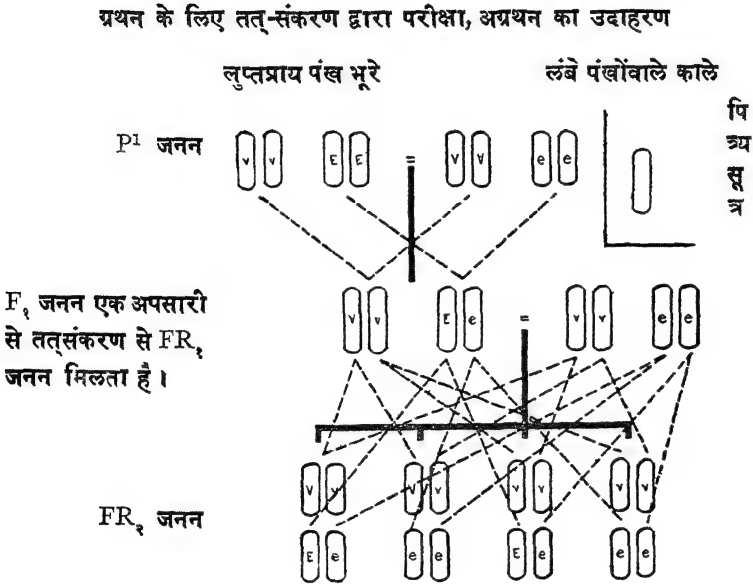 ग्रथन के लिए तत्-संकरण द्वारा परीक्षा, अग्रथन का उदाहरण
लुप्तप्राय पंख भूरे
लंबे पंखोंवाले काले
P1 जनन
v v
E E
=
V V
e e
पि
त्र्य
सू
त्र
F₁ जनन एक अपसारी
से तत्संकरण से FR₁
जनन मिलता है।
V v
E e
=
v v
e e
FR₂ जनन
V v
V v
v v
v v
E e
e e
E e
e e